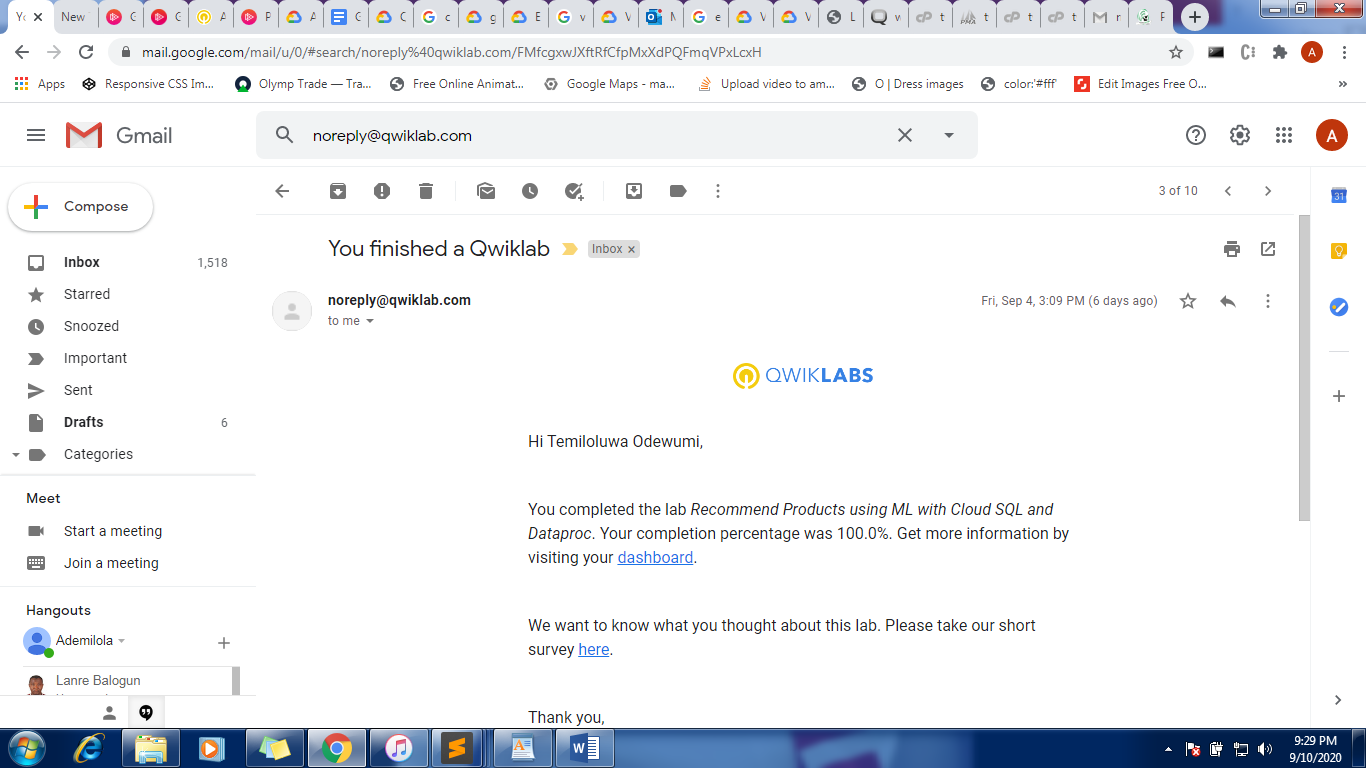 New
mail.google.com/mail/u/0/#search/noreply%40qwiklab.com/FMfcgxwJXftRfCfpMxXdPQFmqVPxLcxH
A
Apps
Responsive CSS Im...
Olymp Trade — Tra...
Free Online Animat...
Google Maps - ma...
Upload video to am...
O | Dress images
color:'#fff'
Edit Images Free O...
»
Gmail
noreply@qwiklab.com
A
Compose
3 of 10
31
You finished a Qwiklab
Inbox x
Inbox 1,518
Starred
Snoozed
Important
Sent
Drafts 6
Categories
noreply@qwiklab.com
Fri, Sep 4, 3:09 PM (6 days ago)
to me
QWIKLABS
Hi Temiloluwa Odewumi,
You completed the lab Recommend Products using ML with Cloud SQL and
Dataproc. Your completion percentage was 100.0%. Get more information by
visiting your dashboard.
We want to know what you thought about this lab. Please take our short
survey here.
Thank you,
Meet
Start a meeting
Join a meeting
Hangouts
Ademilola
Lanre Balogun
9:29 PM
9/10/2020